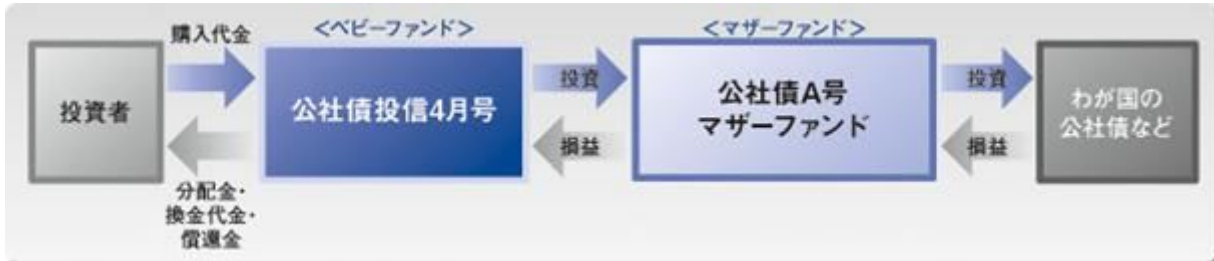 購入代金
<ベビーファンド>
<マザーファンド>
投資者
公社債投信4月号
投資
公社債A号
マザーファンド
投資
わが国の
公社債など
損益
損益
分配金・
換金代金・
償還金